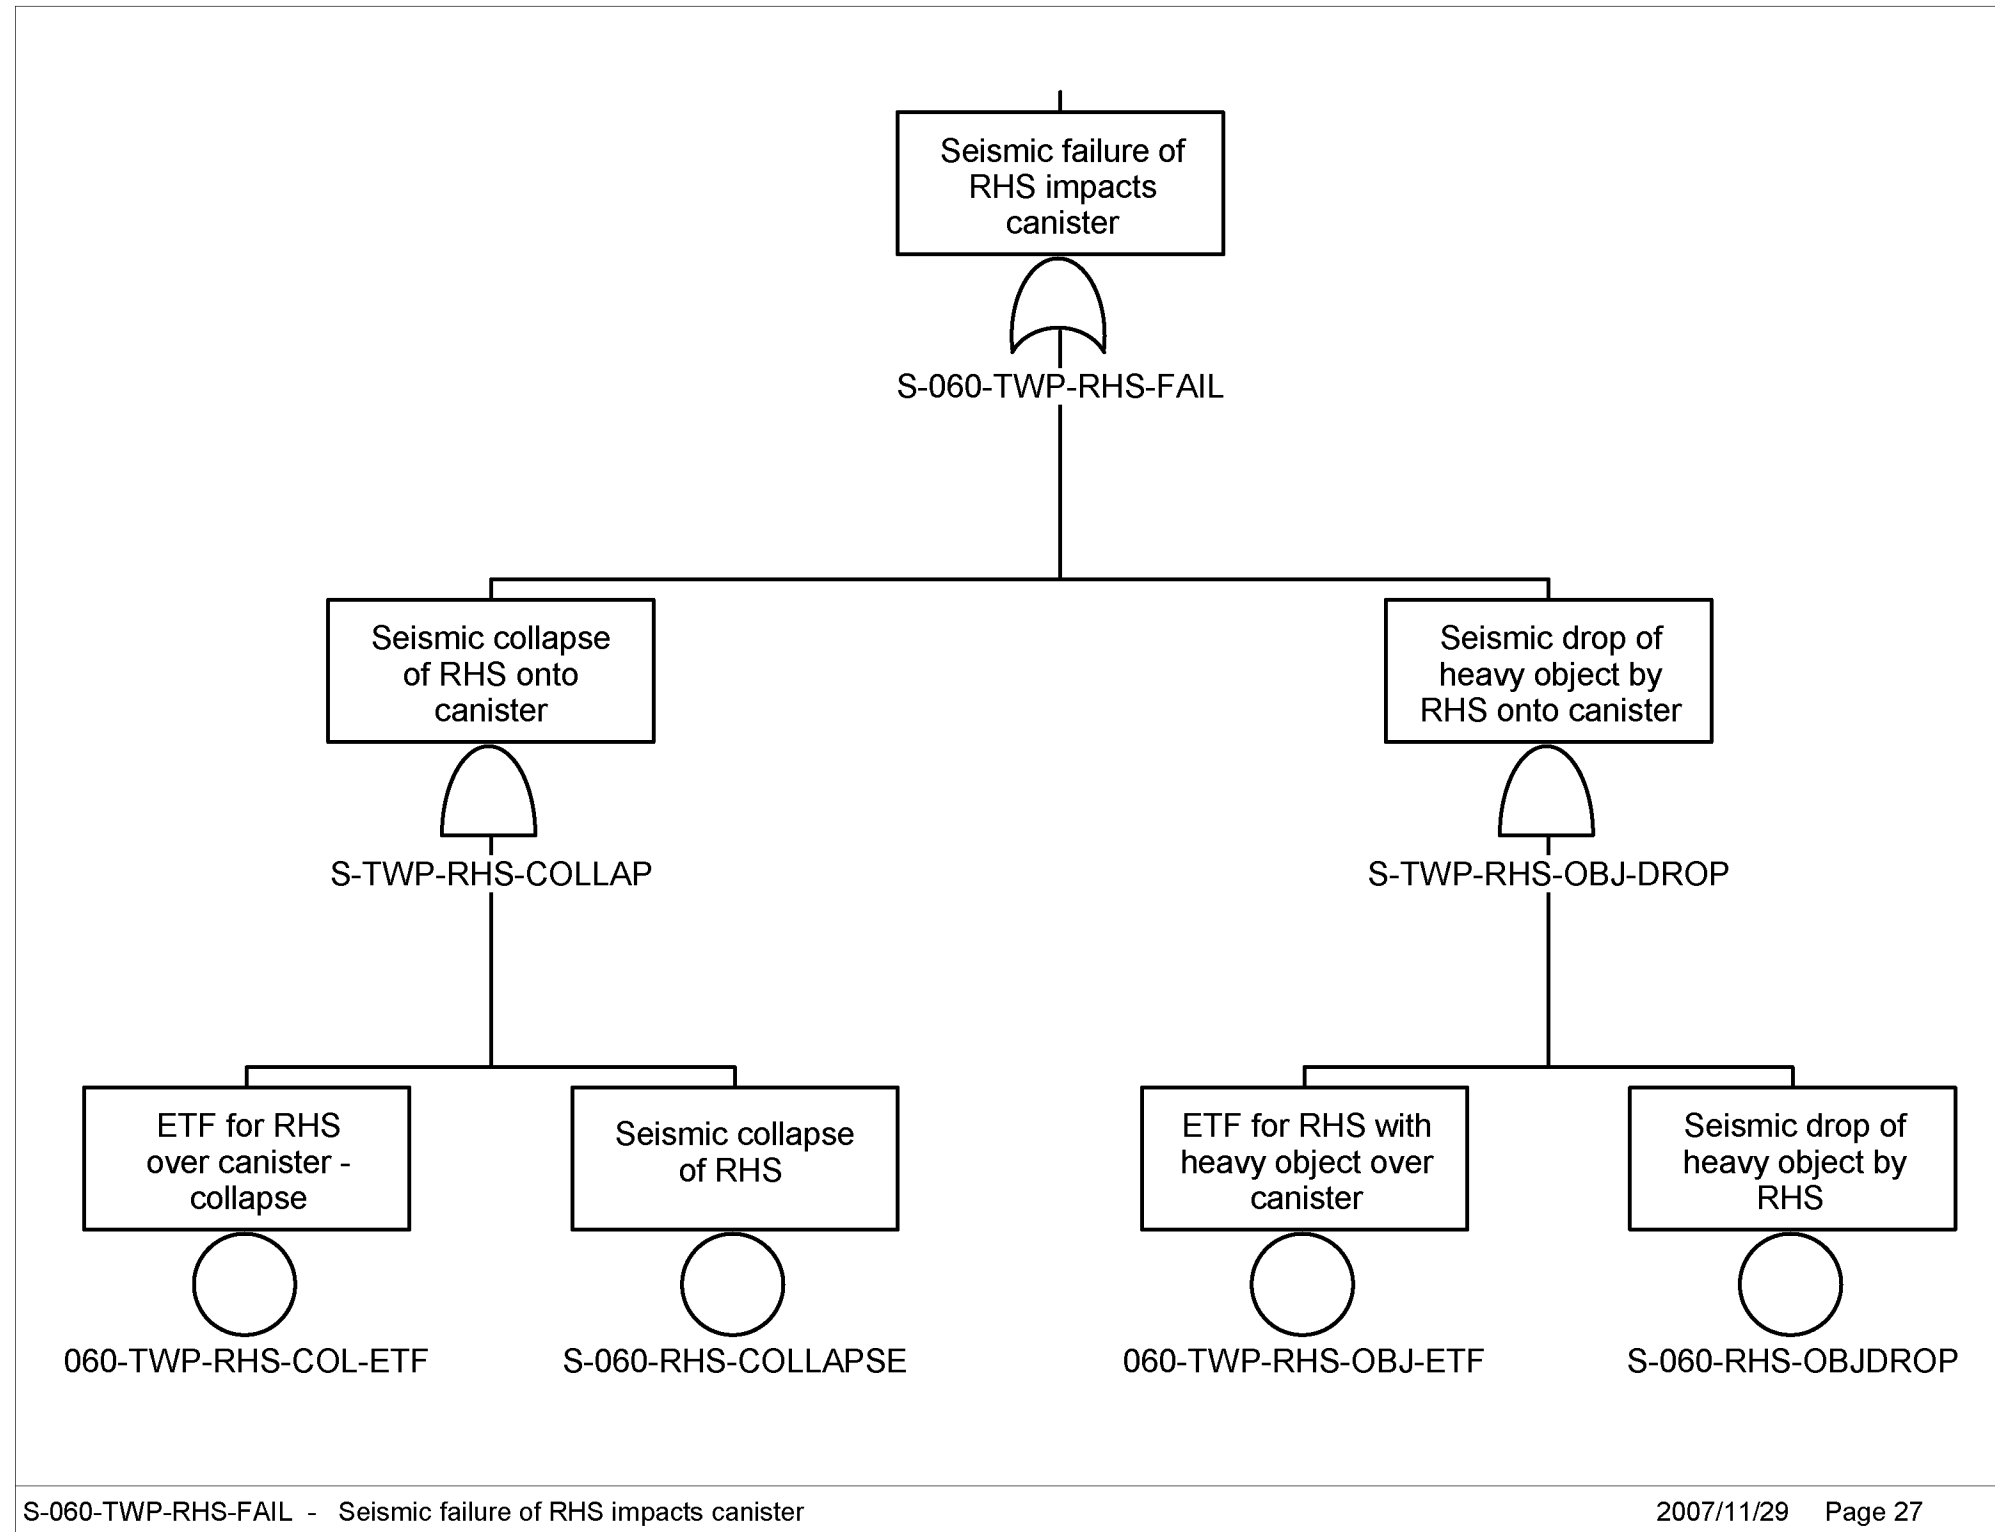 Seismic failure of
RHS impacts
canister
S-060-TWP-RHS-FAIL
Seismic collapse
of RHS onto
canister
S-TWP-RHS-COLLAP
Seismic drop of
heavy object by
RHS onto canister
S-TWP-RHS-OBJ-DROP
ETF for RHS
over canister -
collapse
060-TWP-RHS-COL-ETF
Seismic collapse
of RHS
S-060-RHS-COLLAPSE
ETF for RHS with
heavy object over
canister
060-TWP-RHS-OBJ-ETF
Seismic drop of
heavy object by
RHS
S-060-RHS-OBJDROP
S-060-TWP-RHS-FAIL - Seismic failure of RHS impacts canister 2007/11/29 Page 27